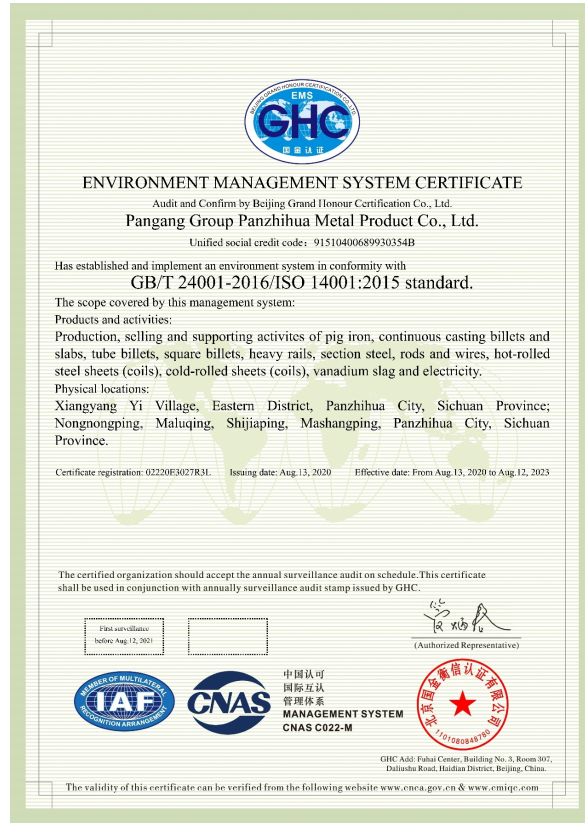 BEIJING GRAND HONOUR CERTIFICATION CO., LTD.
EMS
GHC
国金认证
ENVIRONMENT MANAGEMENT SYSTEM CERTIFICATE
Audit and Confirm by Beijing Grand Honour Certification Co., Ltd.
Pangang Group Panzhihua Metal Product Co., Ltd.
Unified social credit code: 91510400689930354B
Has established and implement an environment system in conformity with
GB/T 24001-2016/ISO 14001:2015 standard.
The scope covered by this management system:
Products and activities:
Production, selling and supporting activites of pig iron, continuous casting billets and
slabs, tube billets, square billets, heavy rails, section steel, rods and wires, hot-rolled
steel sheets (coils), cold-rolled sheets (coils), vanadium slag and electricity.
Physical locations:
Xiangyang Yi Village, Eastern District, Panzhihua City, Sichuan Province;
Nongnongping, Maluqing, Shijiaping, Mashangping, Panzhihua City, Sichuan
Province.
Certificate registration: 02220E3027R3L Issuing date: Aug.13, 2020 Effective date: From Aug.13, 2020 to Aug.12, 2023
The certified organization should accept the annual surveillance audit on schedule.This certificate
shall be used in conjunction with annually surveillance audit stamp issued by GHC.
First surveillance
before Aug.12, 2021
(Authorized Representative)
MEMBER OF MULTILATERAL
IAF
RECOGNITION ARRANGEMENT
CNAS
中国认可
国际互认
管理体系
MANAGEMENT SYSTEM
CNAS C022-M
北京国金衡信认证有限公司
1101080848780
GHC Add: Fuhai Center, Building No. 3, Room 307,
Daliushu Road, Haidian District, Beijing, China.
The validity of this certificate can be verified from the following website www.cnca.gov.cn & www.cmiqc.com